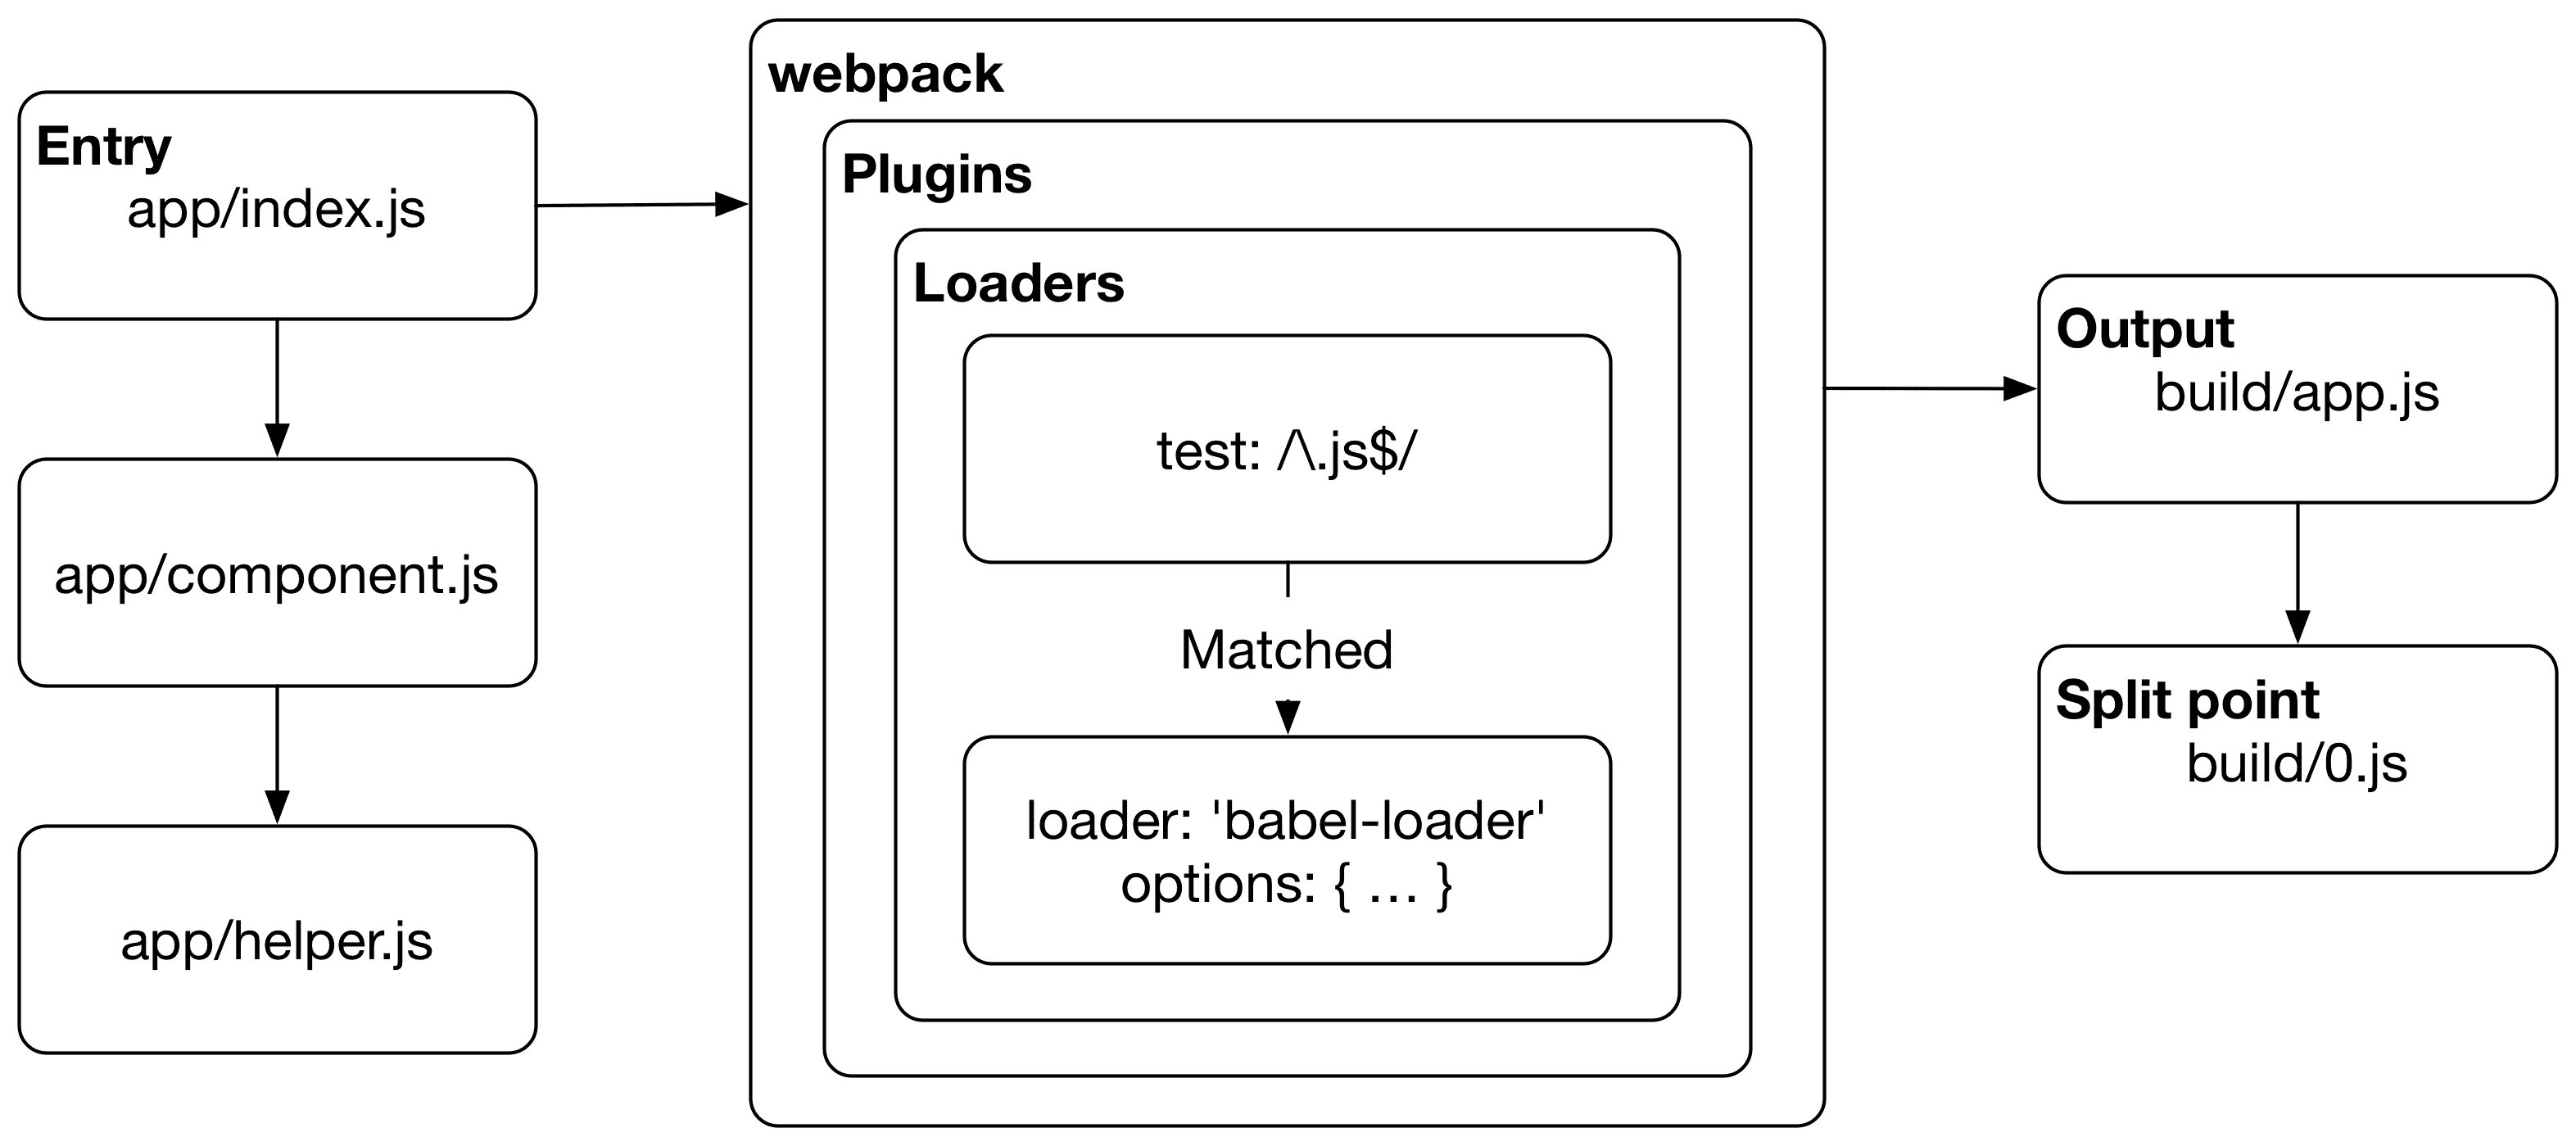 Entry
app/index.js
app/component.js
app/helper.js
webpack
Plugins
Loaders
test: /\.js$/
Matched
loader: 'babel-loader'
options: { … }
Output
build/app.js
Split point
build/0.js